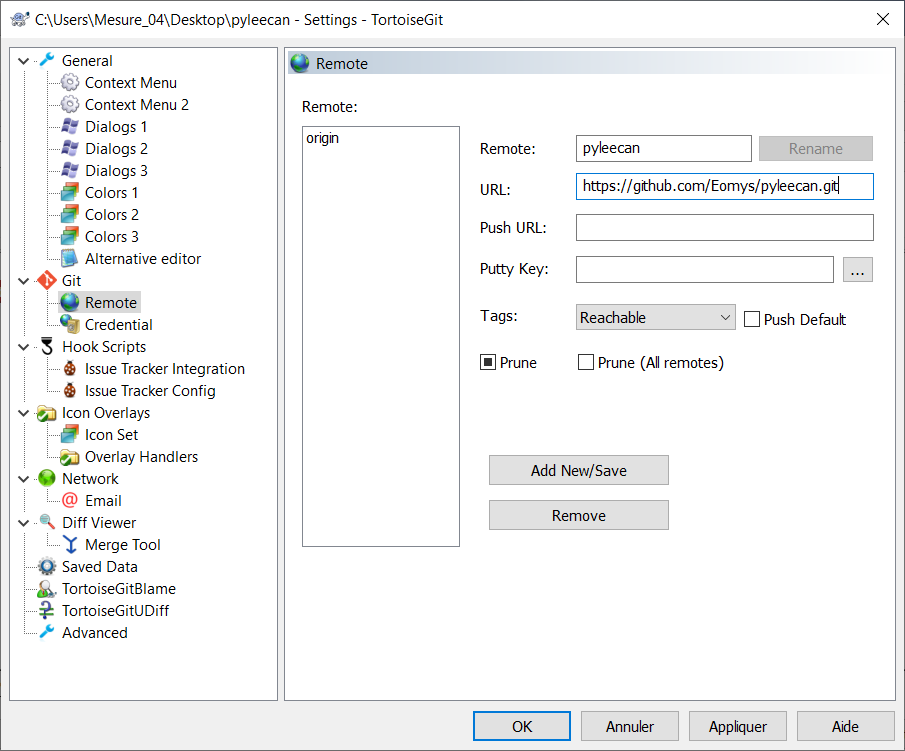 C:\Users\Mesure_04\Desktop\pyleecan - Settings - TortoiseGit
General
Context Menu
Context Menu 2
Dialogs 1
Dialogs 2
Dialogs 3
Colors 1
Colors 2
Colors 3
Alternative editor
Git
Remote
Credential
Hook Scripts
Issue Tracker Integration
Issue Tracker Config
Icon Overlays
Icon Set
Overlay Handlers
Network
Email
Diff Viewer
Merge Tool
Saved Data
TortoiseGitBlame
TortoiseGitUDiff
Advanced
Remote
Remote:
origin
Remote: pyleecan Rename
URL: https://github.com/Eomys/pyleecan.git
Push URL:
Putty Key: ...
Tags: Reachable Push Default
Prune Prune (All remotes)
Add New/Save
Remove
OK Annuler Appliquer Aide